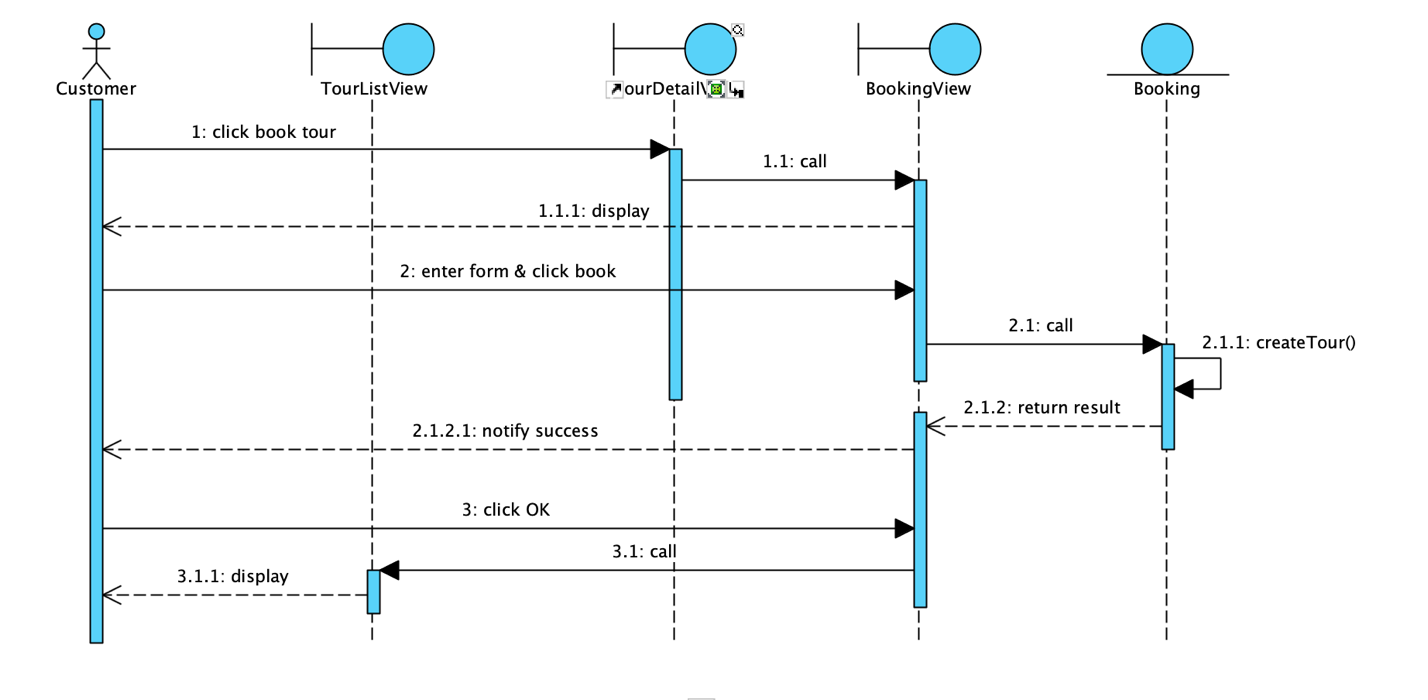 Customer
TourListView
ourDetail
BookingView
Booking
1: click book tour
1.1: call
1.1.1: display
2: enter form & click book
2.1: call
2.1.1: createTour()
2.1.2: return result
2.1.2.1: notify success
3: click OK
3.1: call
3.1.1: display